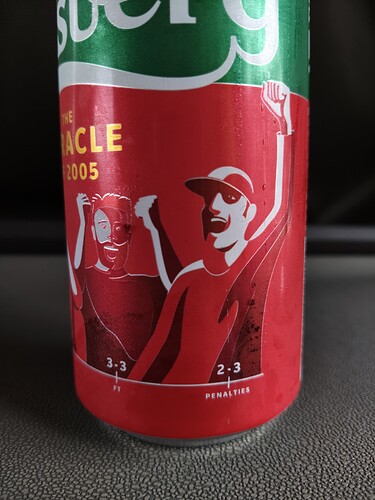 sberg
THE
RACLE
2005
3-3
FT
2-3
PENALTIES